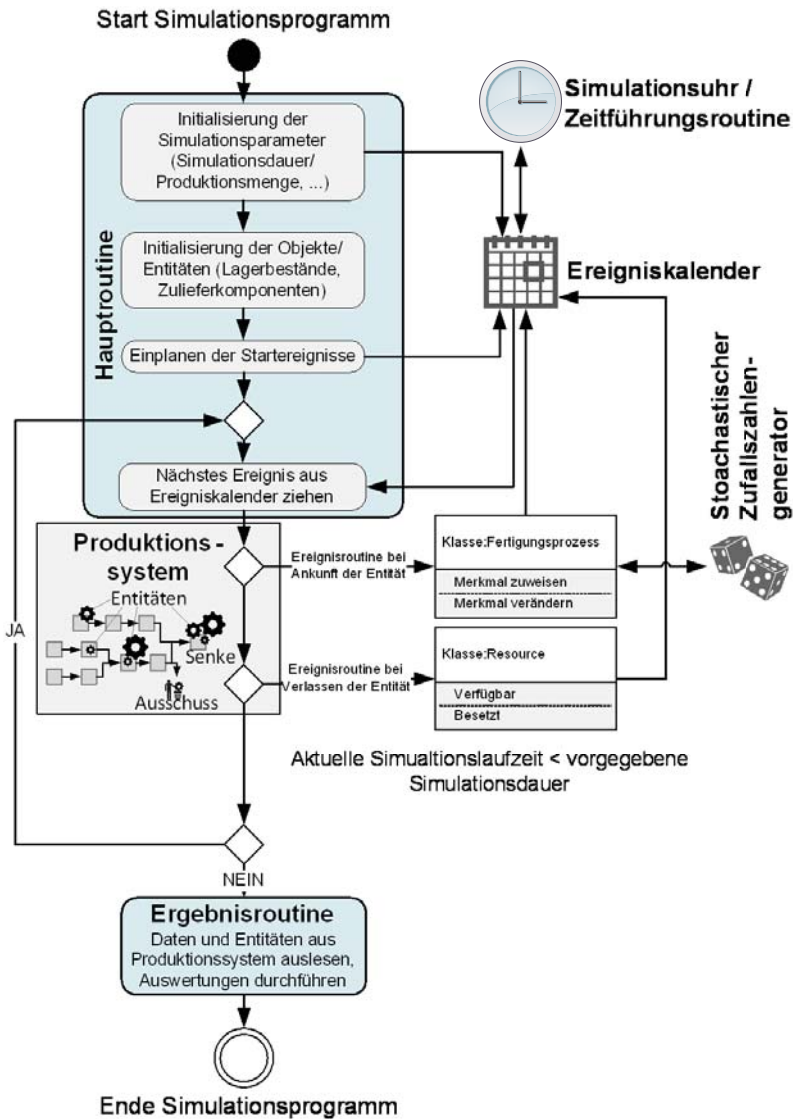 Start Simulationsprogramm
Simulationsuhr /
Zeitführungsroutine
Hauptroutine
Initialisierung der
Simulationsparameter
(Simulationsdauer/
Produktionsmenge, ...)
Initialisierung der Objekte/
Entitäten (Lagerbestände,
Zulieferkomponenten)
Ereigniskalender
Einplanen der Startereignisse
Nächstes Ereignis aus
Ereigniskalender ziehen
Stoachastischer
Zufallszahlen-
generator
Produktions-
system
Entitäten
Senke
Ausschuss
Ereignisroutine bei
Ankunft der Entität
Klasse:Fertigungsprozess
Merkmal zuweisen
Merkmal verändern
JA
Ereignisroutine bei
Verlassen der Entität
Klasse:Resource
Verfügbar
Besetzt
Aktuelle Simualtionslaufzeit < vorgegebene
Simulationsdauer
NEIN
Ergebnisroutine
Daten und Entitäten aus
Produktionssystem auslesen,
Auswertungen durchführen
Ende Simulationsprogramm